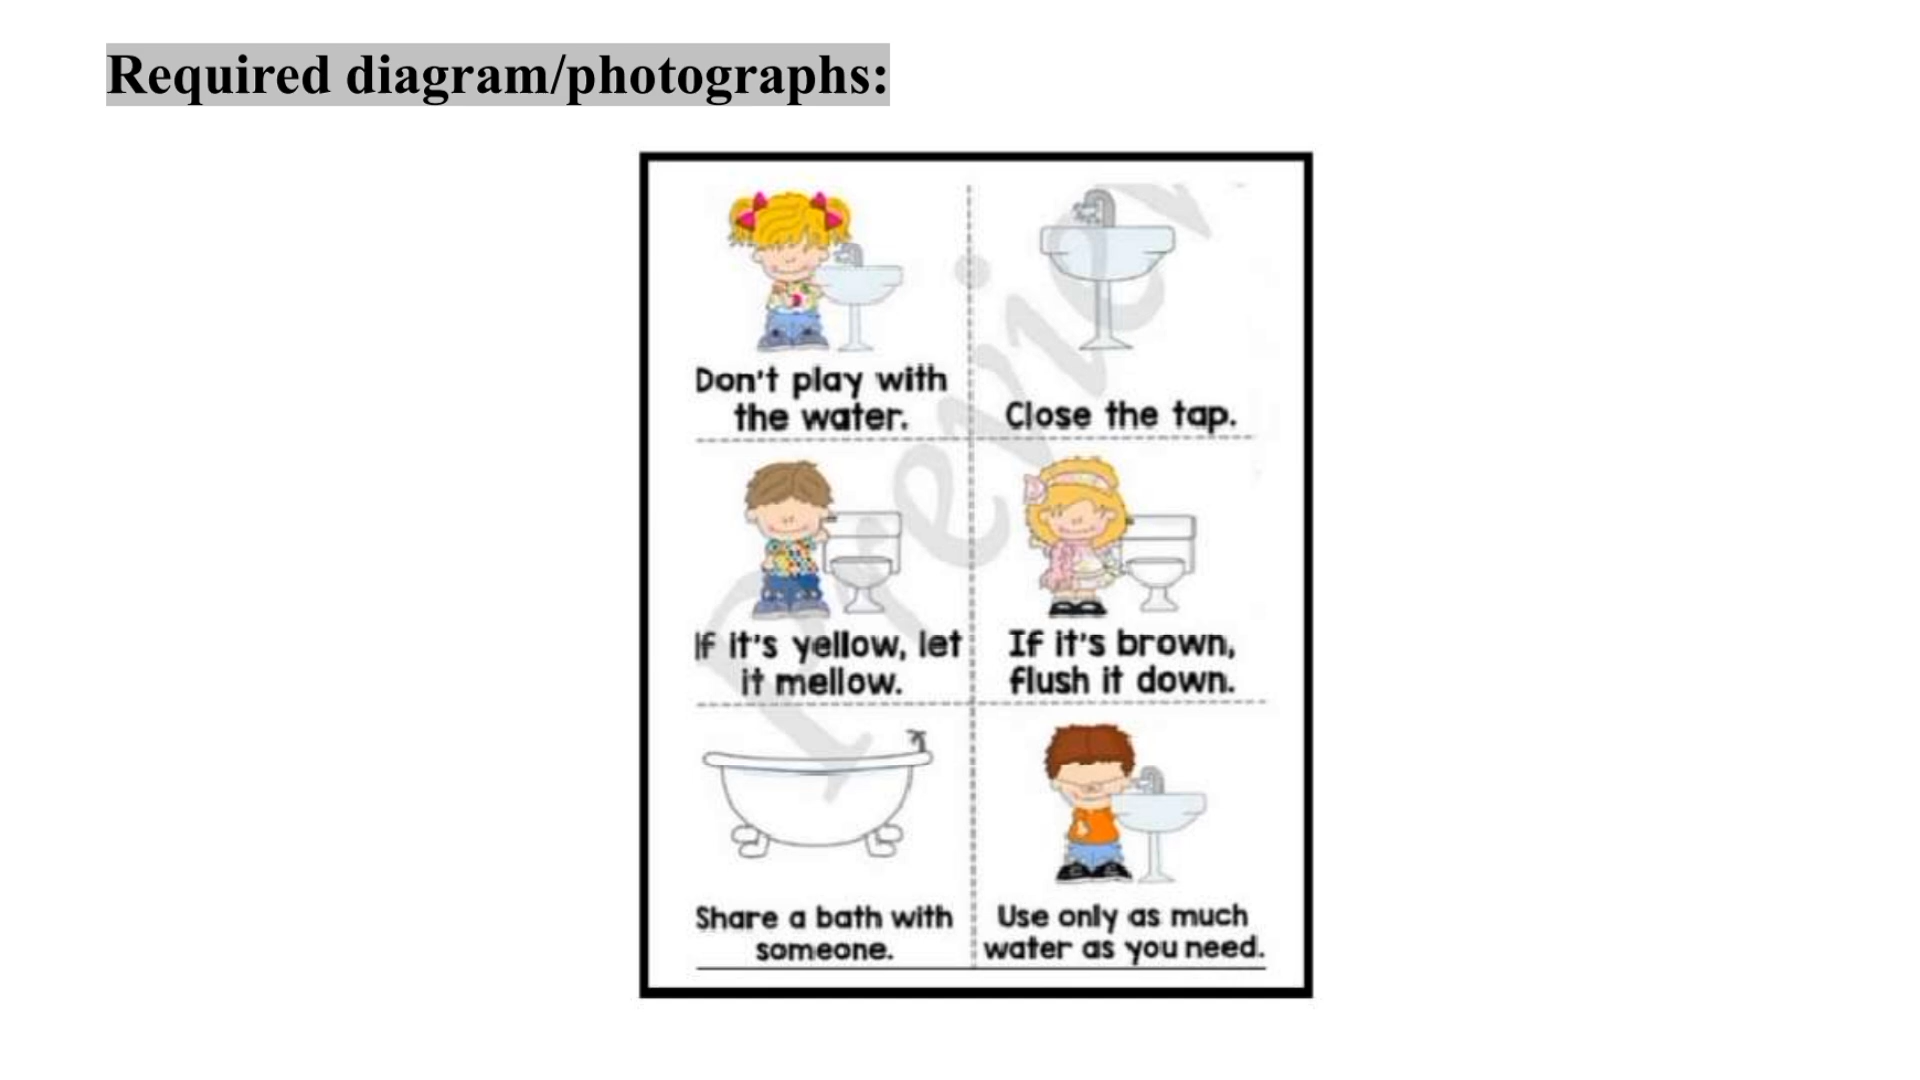 Required diagram/photographs:
Don't play with
the water.
Close the tap.
If it's yellow, let
it mellow.
If it's brown,
flush it down.
Share a bath with
someone.
Use only as much
water as you need.
Preview